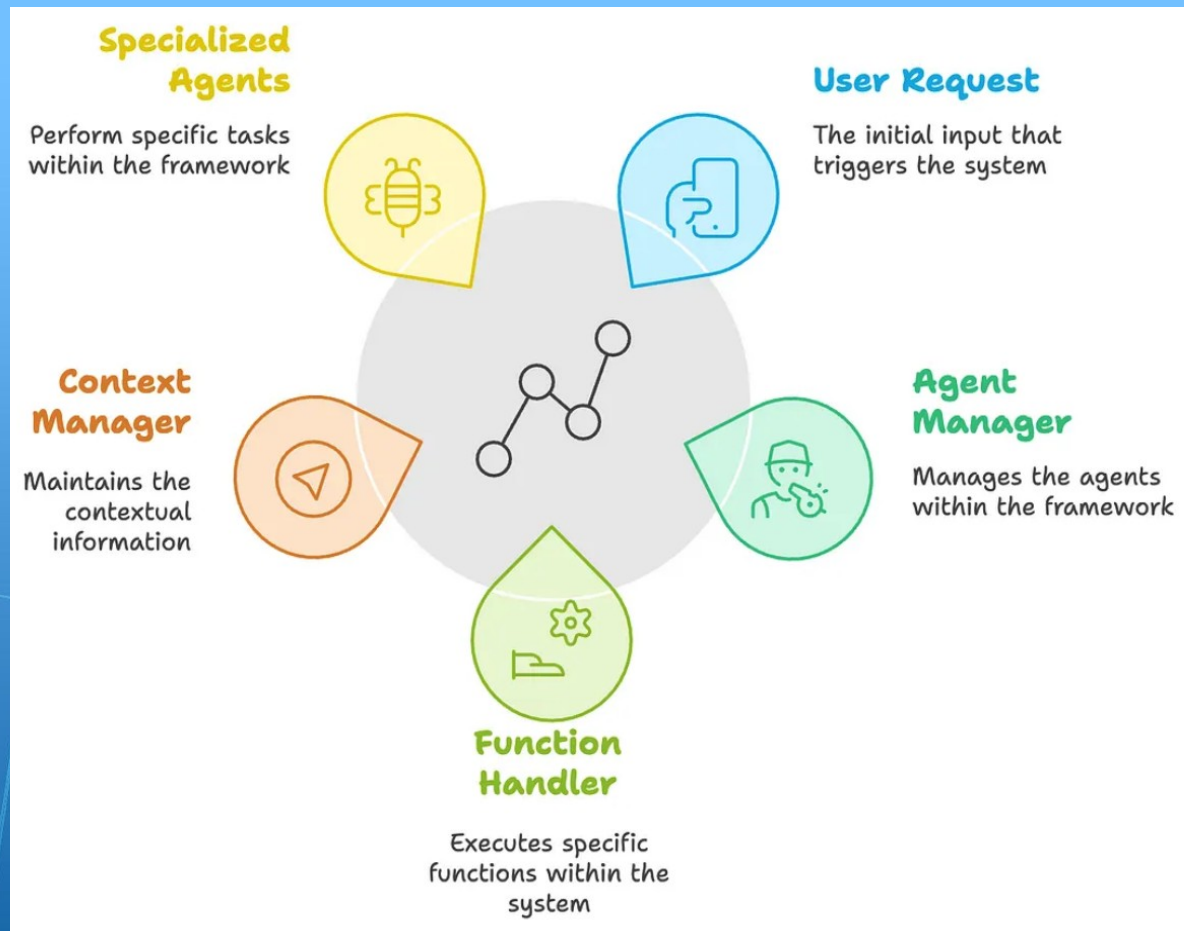 Specialized
Agents
Perform specific tasks
within the framework
User Request
The initial input that
triggers the system
Context
Manager
Maintains the
contextual
information
Agent
Manager
Manages the agents
within the framework
Function
Handler
Executes specific
functions within the
system